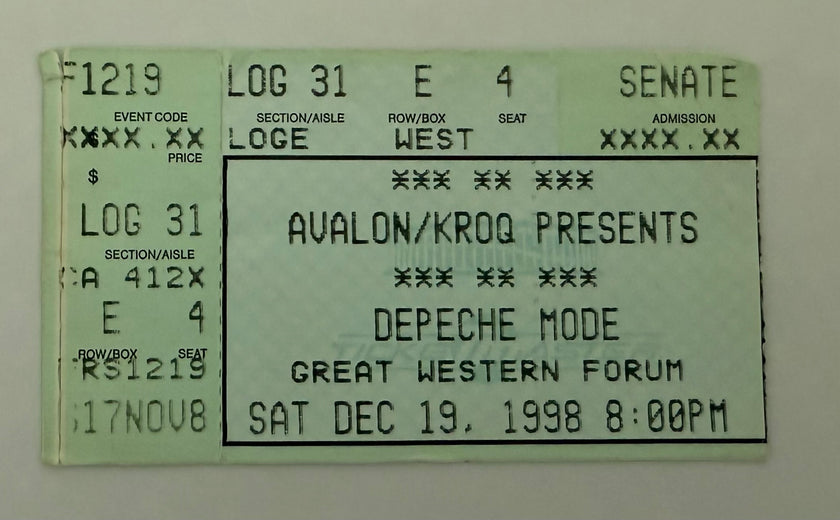 F1219 LOG 31 E 4 SENATE
EVENT CODE SECTION/AISLE ROW/BOX SEAT ADMISSION
XXXX.XX LOGE WEST XXXX.XX
PRICE
$
*** ** ***
LOG 31
AVALON/KROQ PRESENTS
SECTION/AISLE
CA 412X
*** ** ***
E 4
DEPECHE MODE
ROW/BOX SEAT
RS1219
GREAT WESTERN FORUM
17NOV8
SAT DEC 19, 1998 8:00PM